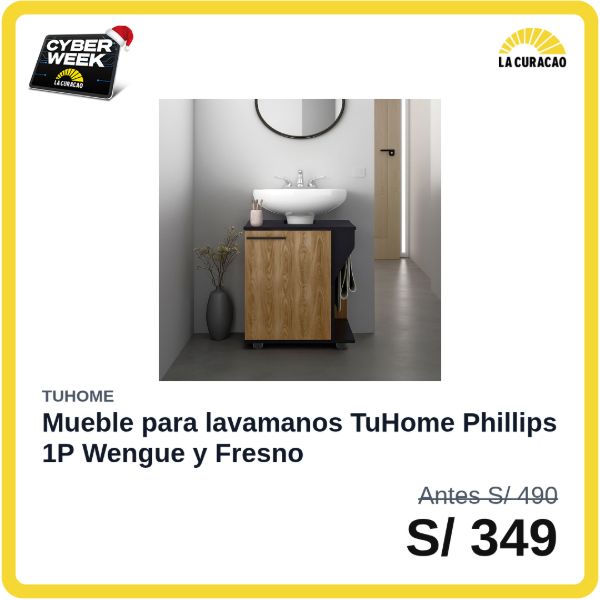 CYBER
WEEK
LA CURACAO
LA CURACAO
TUHOME
Mueble para lavamanos TuHome Phillips
1P Wengue y Fresno
Antes S/ 490
S/ 349